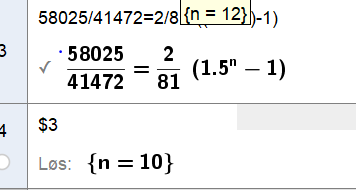 58025/41472=2/8 {n = 12} )-1)
3
✓ 58025/41472 = 2/81 (1.5ⁿ − 1)
4 $3
Løs: {n = 10}